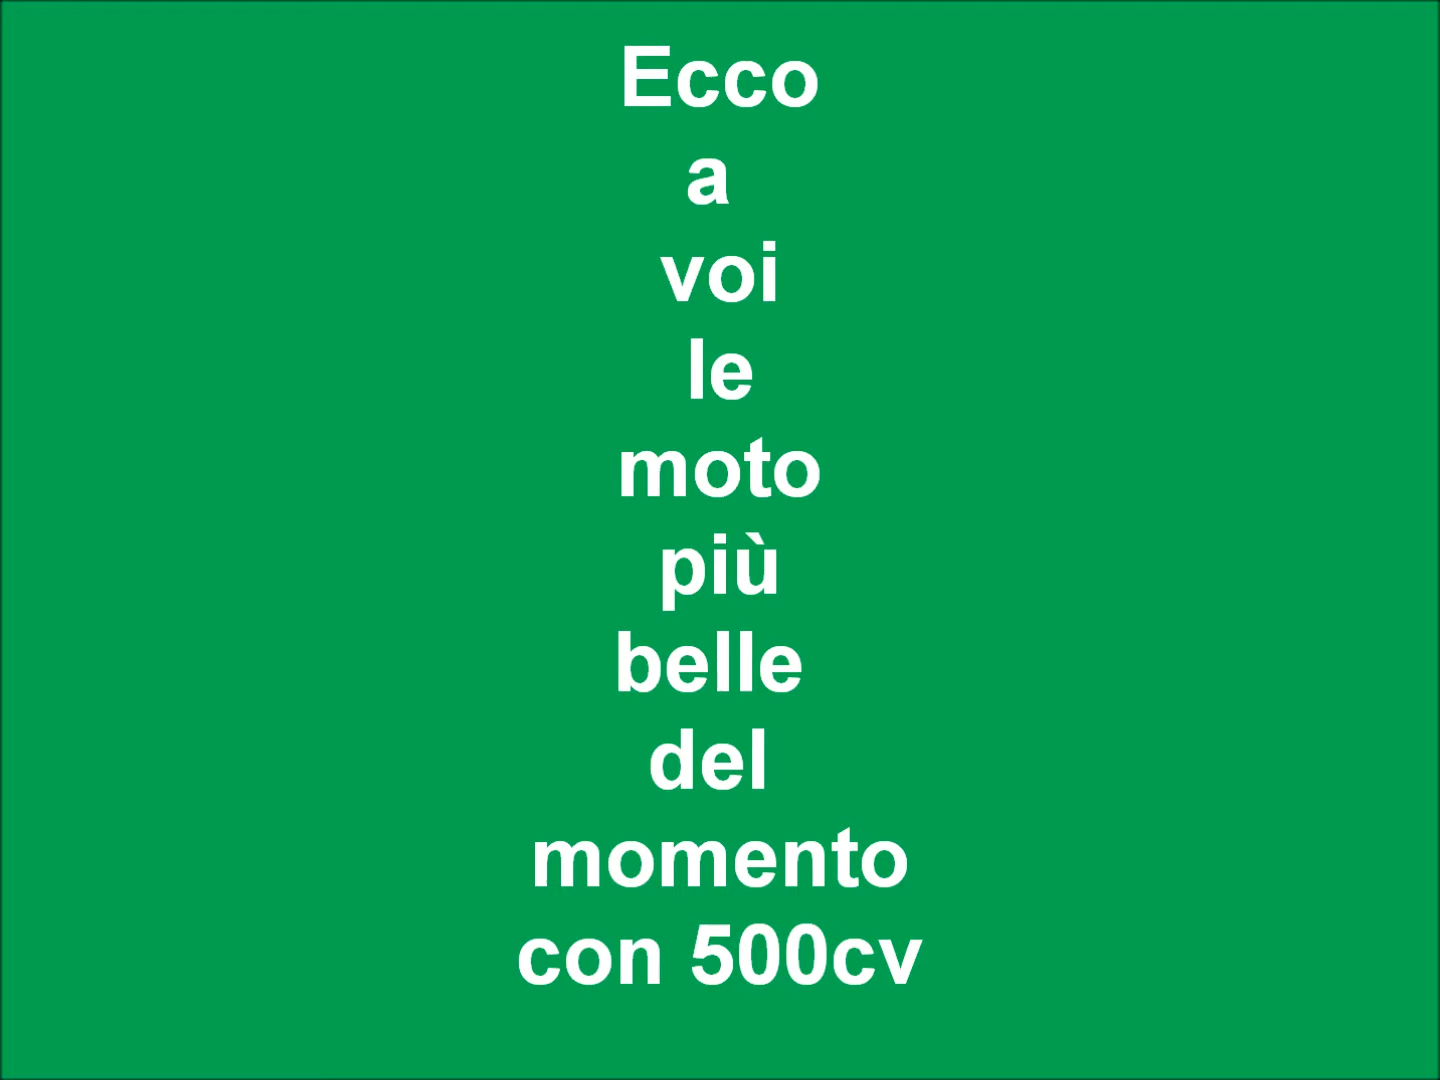 Ecco
a
voi
le
moto
più
belle
del
momento
con 500cv